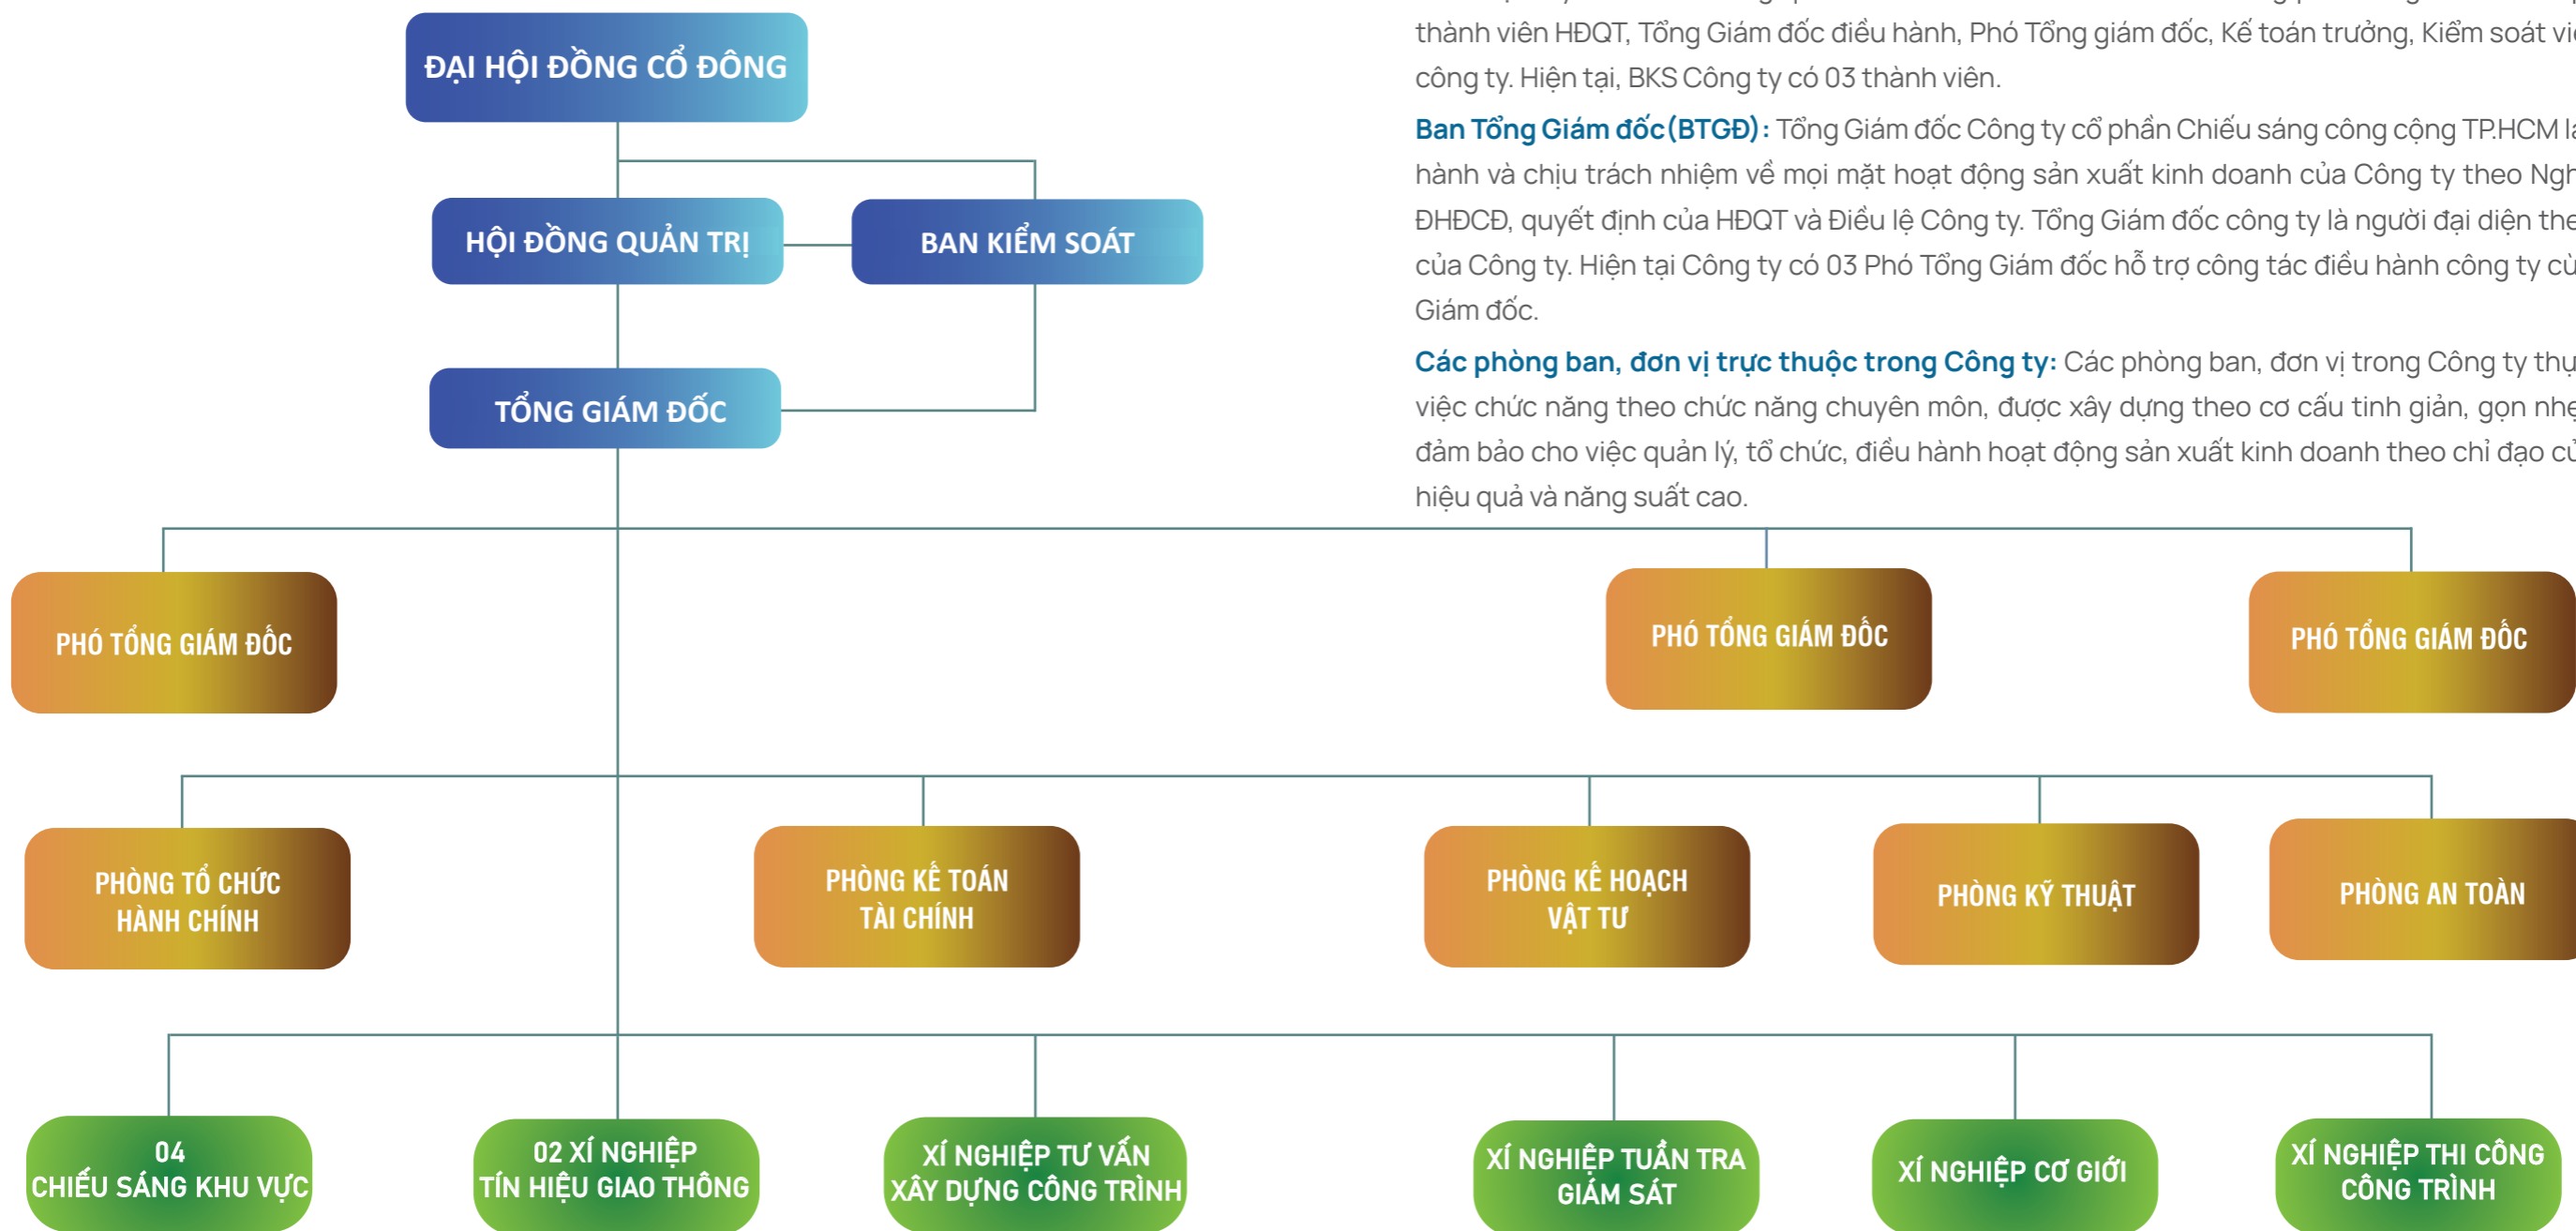 ĐẠI HỘI ĐỒNG CỔ ĐÔNG
HỘI ĐỒNG QUẢN TRỊ
BAN KIỂM SOÁT
TỔNG GIÁM ĐỐC
thành viên HĐQT, Tổng Giám đốc điều hành, Phó Tổng giám đốc, Kế toán trưởng, Kiểm soát
công ty. Hiện tại, BKS Công ty có 03 thành viên.
Ban Tổng Giám đốc(BTGĐ): Tổng Giám đốc Công ty cổ phần Chiếu sáng công cộng TP.HCM
hành và chịu trách nhiệm về mọi mặt hoạt động sản xuất kinh doanh của Công ty theo
ĐHĐCĐ, quyết định của HĐQT và Điều lệ Công ty. Tổng Giám đốc công ty là người đại diện
của Công ty. Hiện tại Công ty có 03 Phó Tổng Giám đốc hỗ trợ công tác điều hành công ty
Giám đốc.
Các phòng ban, đơn vị trực thuộc trong Công ty: Các phòng ban, đơn vị trong Công ty
việc chức năng theo chức năng chuyên môn, được xây dựng theo cơ cấu tinh giản, gọn
đảm bảo cho việc quản lý, tổ chức, điều hành hoạt động sản xuất kinh doanh theo chỉ đạo
hiệu quả và năng suất cao.
PHÓ TỔNG GIÁM ĐỐC
PHÓ TỔNG GIÁM ĐỐC
PHÓ TỔNG GIÁM ĐỐC
PHÒNG TỔ CHỨC
HÀNH CHÍNH
PHÒNG KẾ TOÁN
TÀI CHÍNH
PHÒNG KẾ HOẠCH
VẬT TƯ
PHÒNG KỸ THUẬT
PHÒNG AN TOÀN
04
CHIẾU SÁNG KHU VỰC
02 XÍ NGHIỆP
TÍN HIỆU GIAO THÔNG
XÍ NGHIỆP TƯ VẤN
XÂY DỰNG CÔNG TRÌNH
XÍ NGHIỆP TUẦN TRA
GIÁM SÁT
XÍ NGHIỆP CƠ GIỚI
XÍ NGHIỆP THI CÔNG
CÔNG TRÌNH